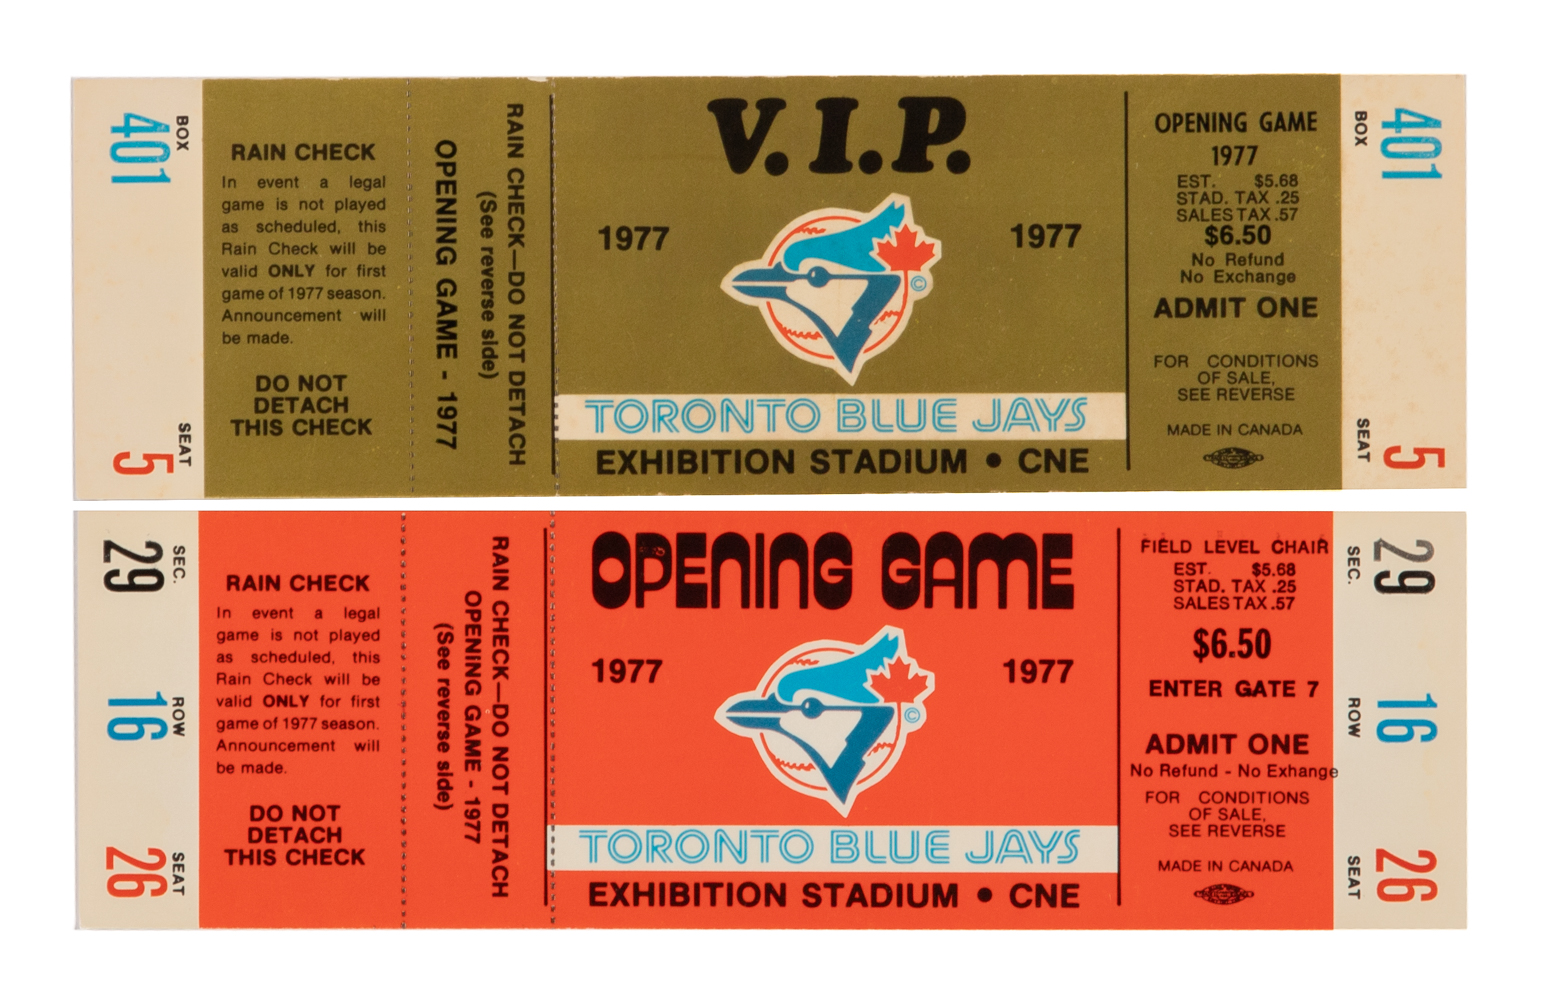 BOX
401
SEAT
5
RAIN CHECK
In event a legal
game is not played
as scheduled, this
Rain Check will be
valid ONLY for first
game of 1977 season.
Announcement will
be made.
DO NOT
DETACH
THIS CHECK
RAIN CHECK—DO NOT DETACH
(See reverse side)
OPENING GAME - 1977
V.I.P.
1977
1977
©
TORONTO BLUE JAYS
EXHIBITION STADIUM • CNE
OPENING GAME
1977
EST. $5.68
STAD. TAX .25
SALES TAX .57
$6.50
No Refund
No Exchange
ADMIT ONE
FOR CONDITIONS
OF SALE,
SEE REVERSE
MADE IN CANADA
BOX
401
SEAT
5
SEC.
29
ROW
16
SEAT
26
RAIN CHECK
In event a legal
game is not played
as scheduled, this
Rain Check will be
valid ONLY for first
game of 1977 season.
Announcement will
be made.
DO NOT
DETACH
THIS CHECK
RAIN CHECK—DO NOT DETACH
OPENING GAME - 1977
(See reverse side)
OPENING GAME
1977
1977
©
TORONTO BLUE JAYS
EXHIBITION STADIUM • CNE
FIELD LEVEL CHAIR
EST. $5.68
STAD. TAX .25
SALES TAX .57
$6.50
ENTER GATE 7
ADMIT ONE
No Refund - No Exhange
FOR CONDITIONS
OF SALE,
SEE REVERSE
MADE IN CANADA
SEC.
29
ROW
16
SEAT
26